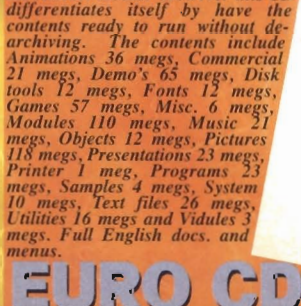 differentiates itself by have the
contents ready to run without de-
archiving. The contents include
Animations 36 megs, Commercial
21 megs, Demo's 65 megs, Disk
tools 12 megs, Fonts 12 megs,
Games 57 megs, Misc. 6 megs,
Modules 110 megs, Music 21
megs, Objects 12 megs, Pictures
118 megs, Presentations 23 megs,
Printer 1 meg, Programs 23
megs, Samples 4 megs, System
10 megs, Text files 26 megs,
Utilities 16 megs and Vidules 3
megs. Full English docs. and
menus.
EURO CD